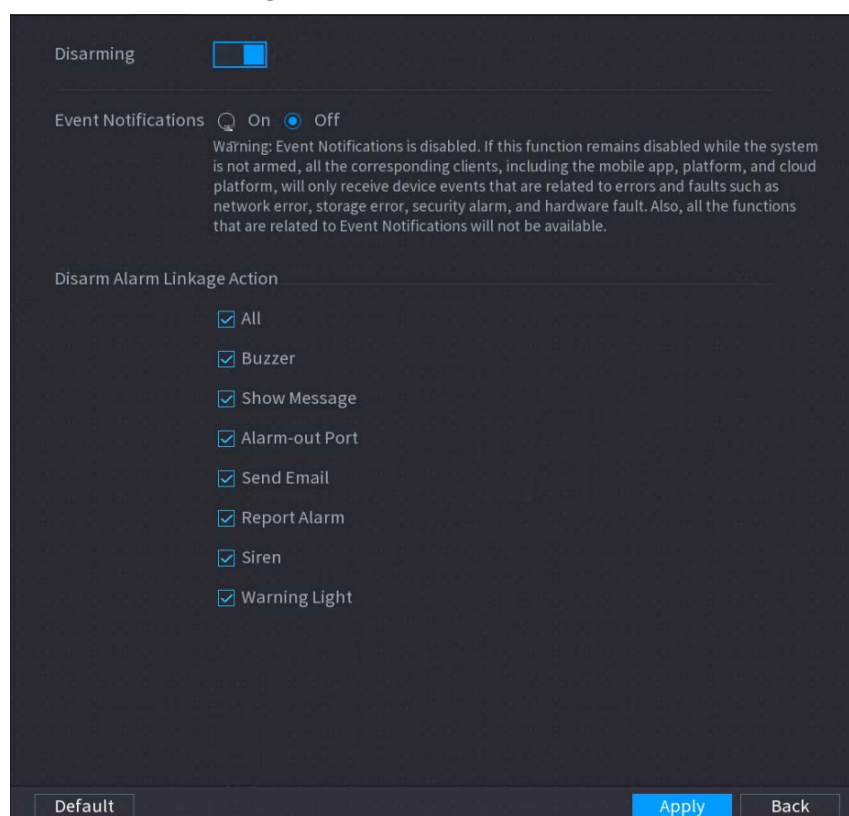 Disarming
Event Notifications On Off
Warning: Event Notifications is disabled. If this function remains disabled while the system
is not armed, all the corresponding clients, including the mobile app, platform, and cloud
platform, will only receive device events that are related to errors and faults such as
network error, storage error, security alarm, and hardware fault. Also, all the functions
that are related to Event Notifications will not be available.
Disarm Alarm Linkage Action
All
Buzzer
Show Message
Alarm-out Port
Send Email
Report Alarm
Siren
Warning Light
Default Apply Back